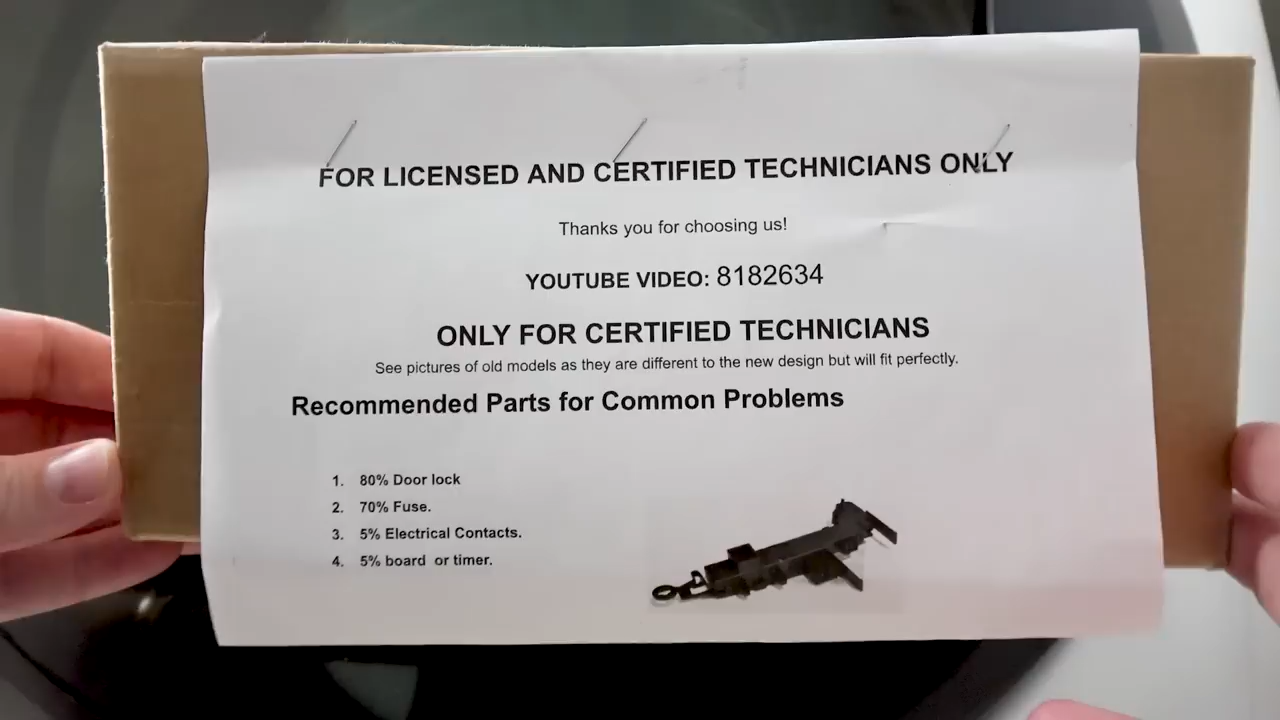 FOR LICENSED AND CERTIFIED TECHNICIANS ONLY
Thanks you for choosing us!
YOUTUBE VIDEO: 8182634
ONLY FOR CERTIFIED TECHNICIANS
See pictures of old models as they are different to the new design but will fit perfectly.
Recommended Parts for Common Problems
1. 80% Door lock
2. 70% Fuse.
3. 5% Electrical Contacts.
4. 5% board or timer.